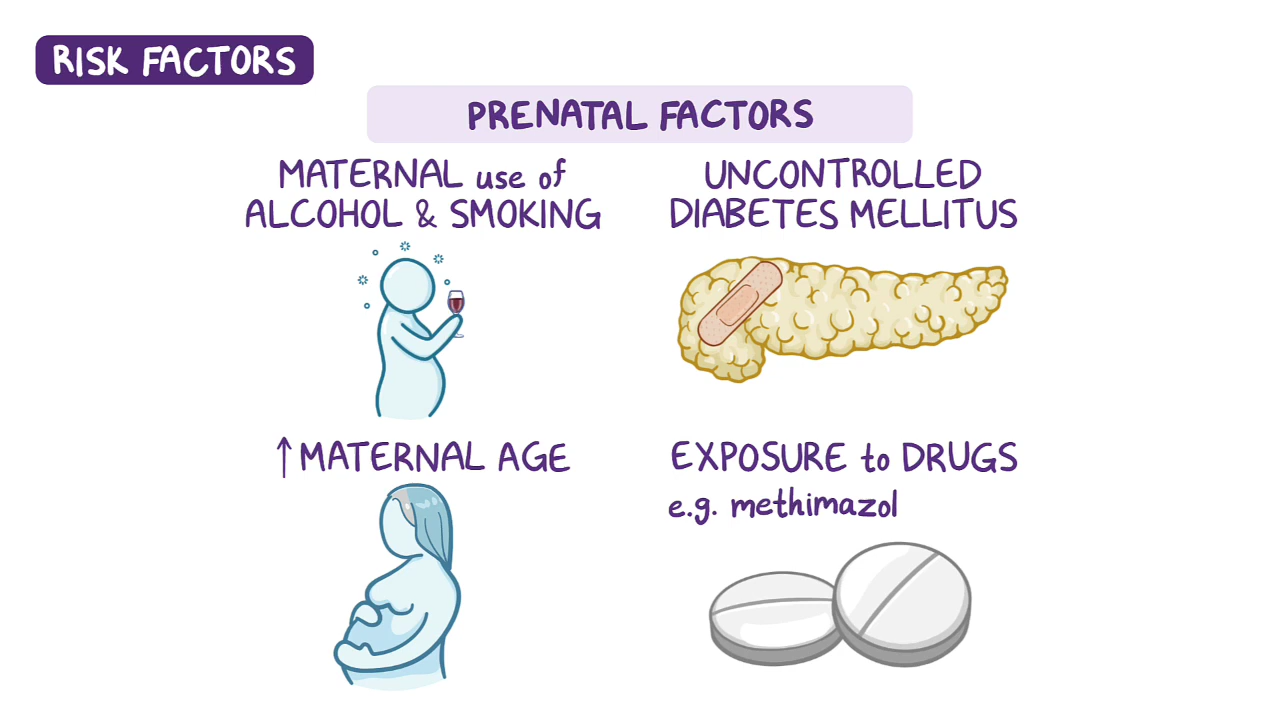 RISK FACTORS
PRENATAL FACTORS
MATERNAL use of
ALCOHOL & SMOKING
UNCONTROLLED
DIABETES MELLITUS
↑ MATERNAL AGE
EXPOSURE to DRUGS
e.g. methimazol